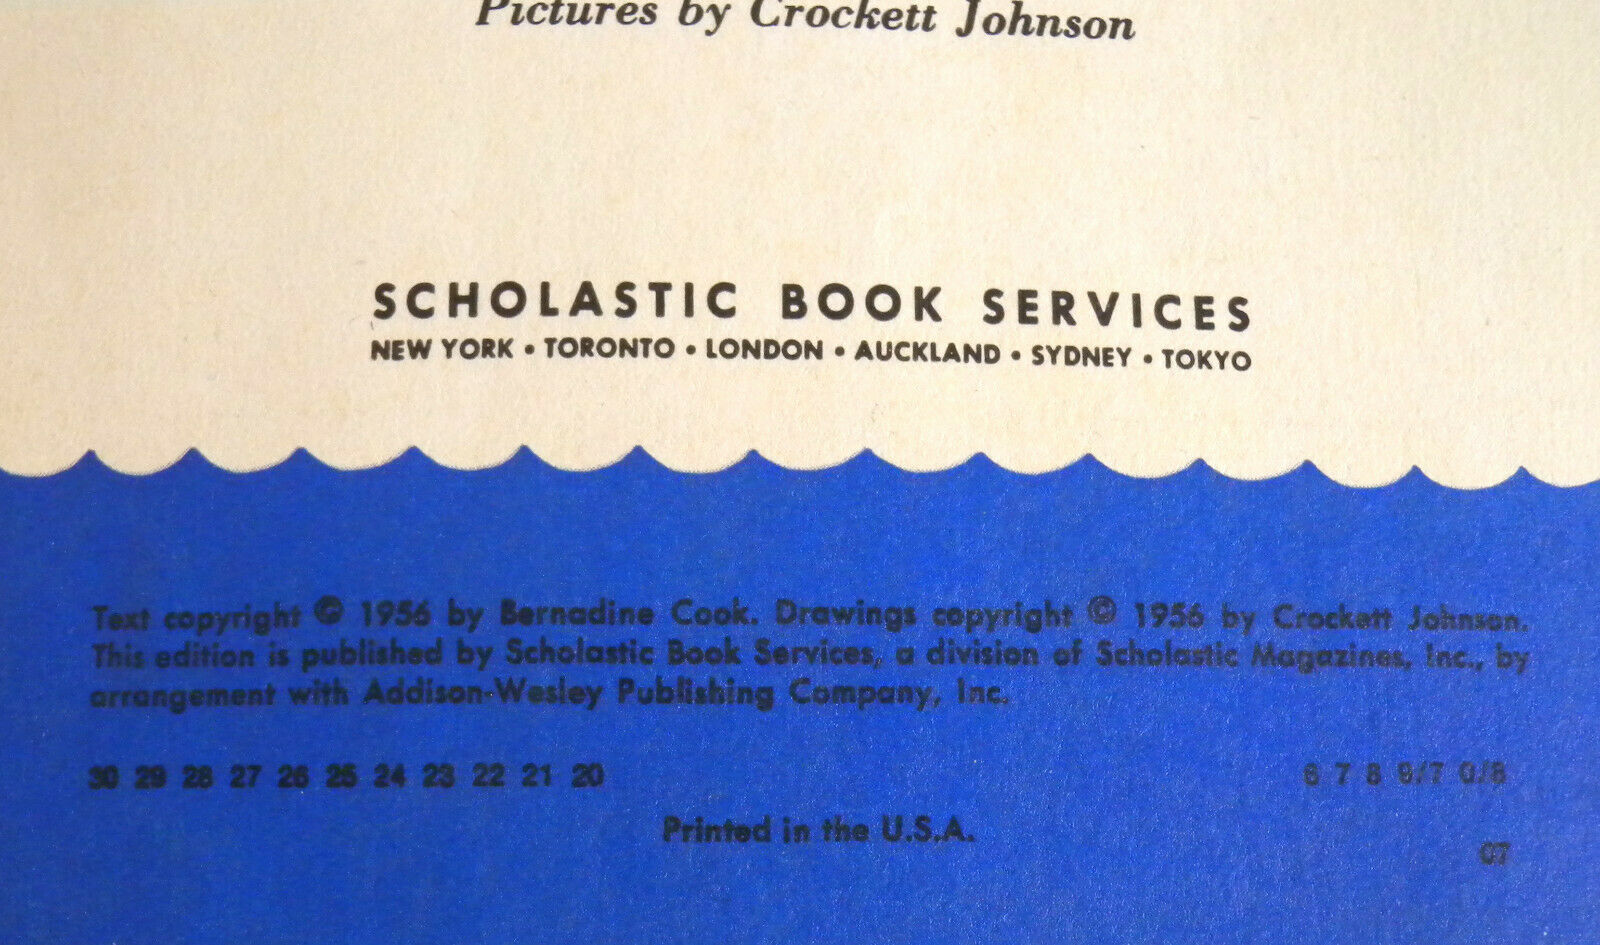 Pictures by Crockett Johnson
SCHOLASTIC BOOK SERVICES
NEW YORK • TORONTO • LONDON • AUCKLAND • SYDNEY • TOKYO
Text copyright © 1956 by Bernadine Cook. Drawings copyright © 1956 by Crockett Johnson.
This edition is published by Scholastic Book Services, a division of Scholastic Magazines, Inc., by
arrangement with Addison-Wesley Publishing Company, Inc.
30 29 28 27 26 25 24 23 22 21 20 6 7 8 9/7 0/8
Printed in the U.S.A.
07